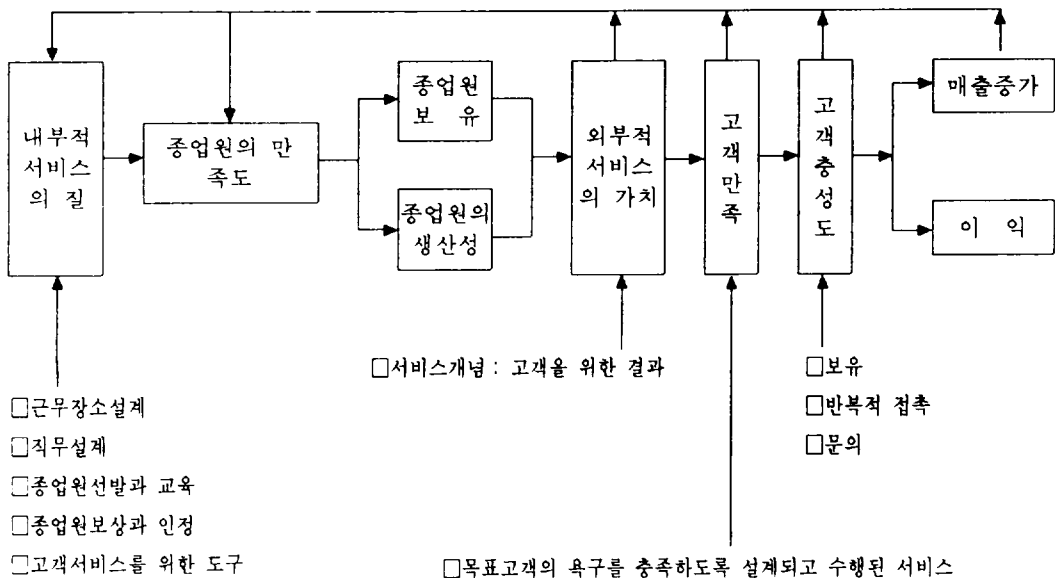 내부적
서비스
의 질
종업원의 만
족도
종업원
보 유
종업원의
생산성
외부적
서비스
의 가치
고
객
만
족
고
객
충
성
도
매출증가
이 익
□서비스개념 : 고객을 위한 결과
□보유
□반복적 접촉
□문의
□근무장소설계
□직무설계
□종업원선발과 교육
□종업원보상과 인정
□고객서비스를 위한 도구
□목표고객의 욕구를 충족하도록 설계되고 수행된 서비스